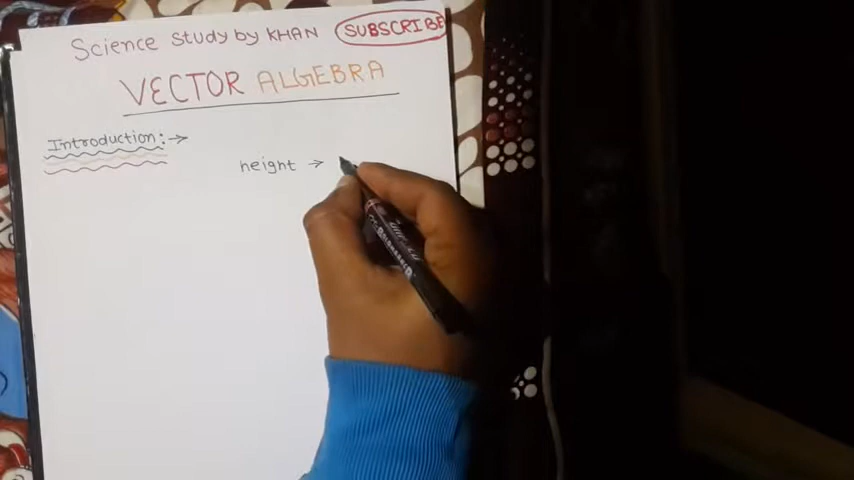 Science Study by KHAN SUBSCRIBE
VECTOR ALGEBRA
Introduction:→
height →